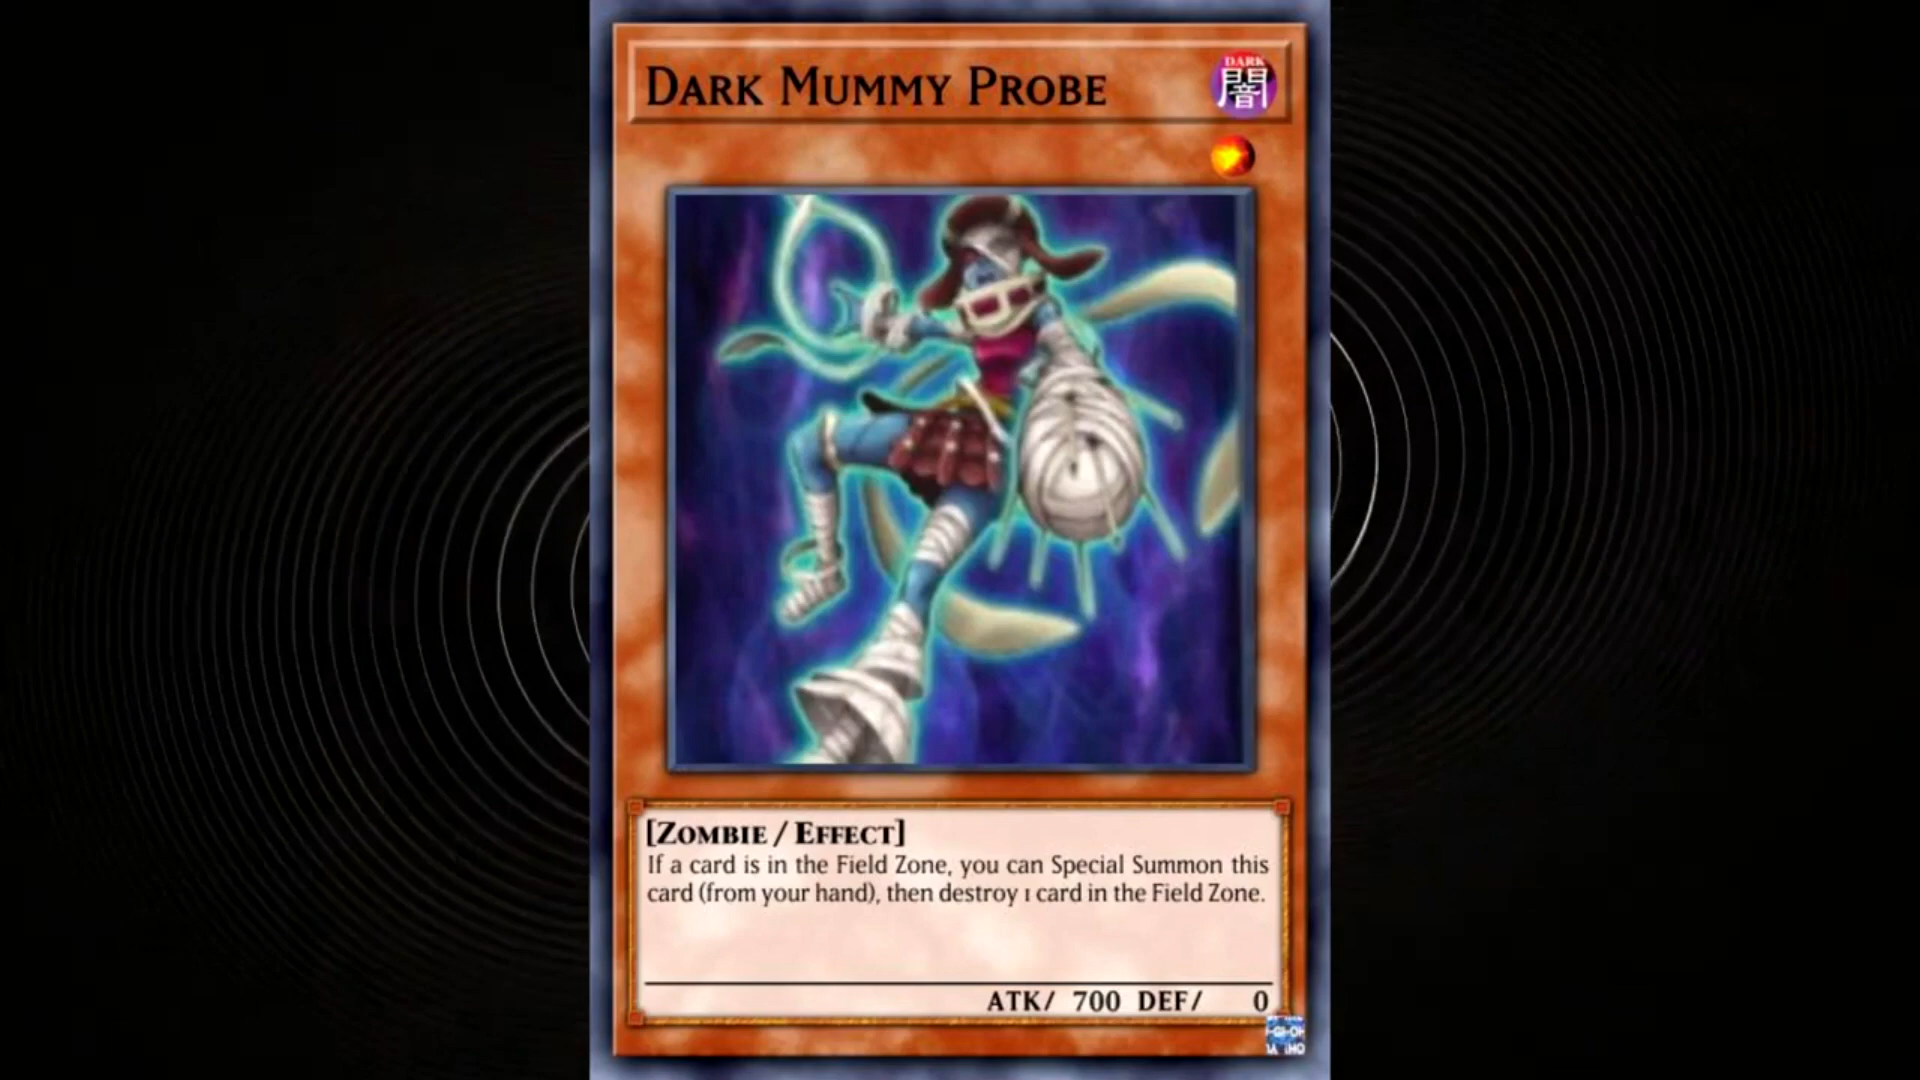 Dark Mummy Probe
DARK
闇
[Zombie / Effect]
If a card is in the Field Zone, you can Special Summon this
card (from your hand), then destroy 1 card in the Field Zone.
ATK/ 700 DEF/ 0